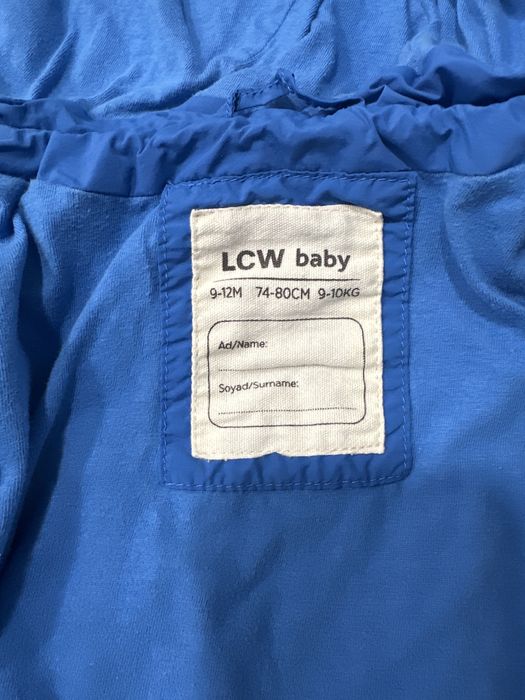 LCW baby
9-12M 74-80CM 9-10KG
Ad/Name:
Soyad/Surname: